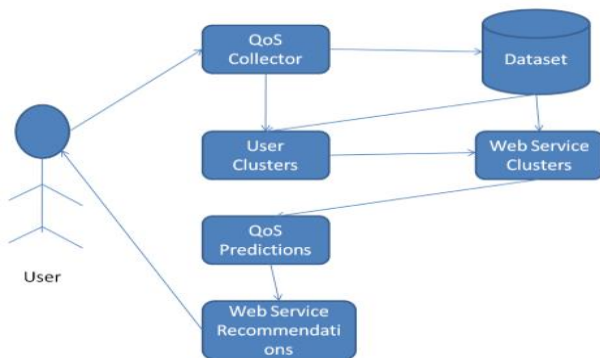 QoS
Collector
Dataset
User
Clusters
Web Service
Clusters
QoS
Predictions
User
Web Service
Recommendati
ons